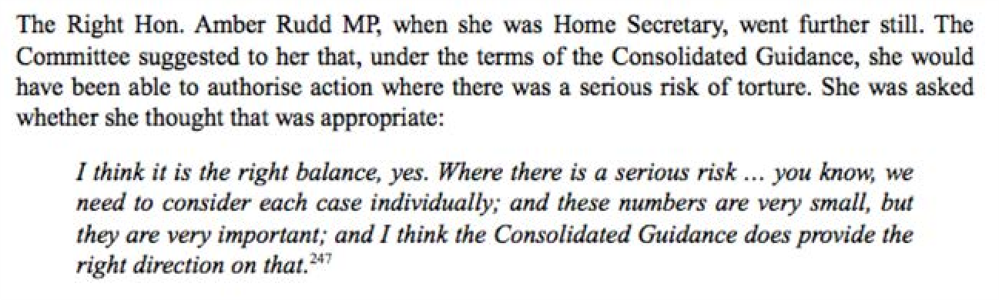 The Right Hon. Amber Rudd MP, when she was Home Secretary, went further still. The
Committee suggested to her that, under the terms of the Consolidated Guidance, she would
have been able to authorise action where there was a serious risk of torture. She was asked
whether she thought that was appropriate:
I think it is the right balance, yes. Where there is a serious risk ... you know, we
need to consider each case individually; and these numbers are very small, but
they are very important; and I think the Consolidated Guidance does provide the
right direction on that.247